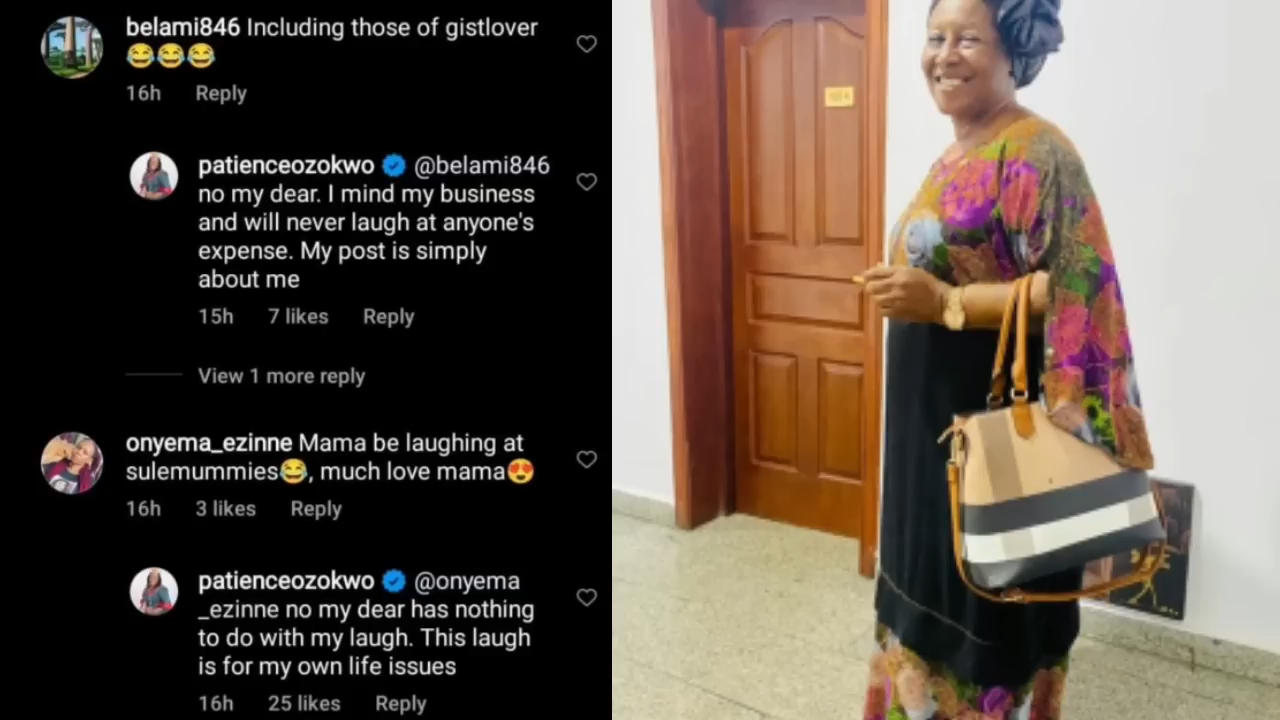 belami846 Including those of gistlover
😂😂😂
16h Reply
patienceozokwo @belami846
no my dear. I mind my business
and will never laugh at anyone's
expense. My post is simply
about me
15h 7 likes Reply
View 1 more reply
onyema_ezinne Mama be laughing at
sulemummies😂, much love mama😍
16h 3 likes Reply
patienceozokwo @onyema
_ezinne no my dear has nothing
to do with my laugh. This laugh
is for my own life issues
16h 25 likes Reply